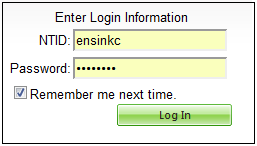 Enter Login Information
NTID: ensinkc
Password: ••••••••
Remember me next time.
Log In